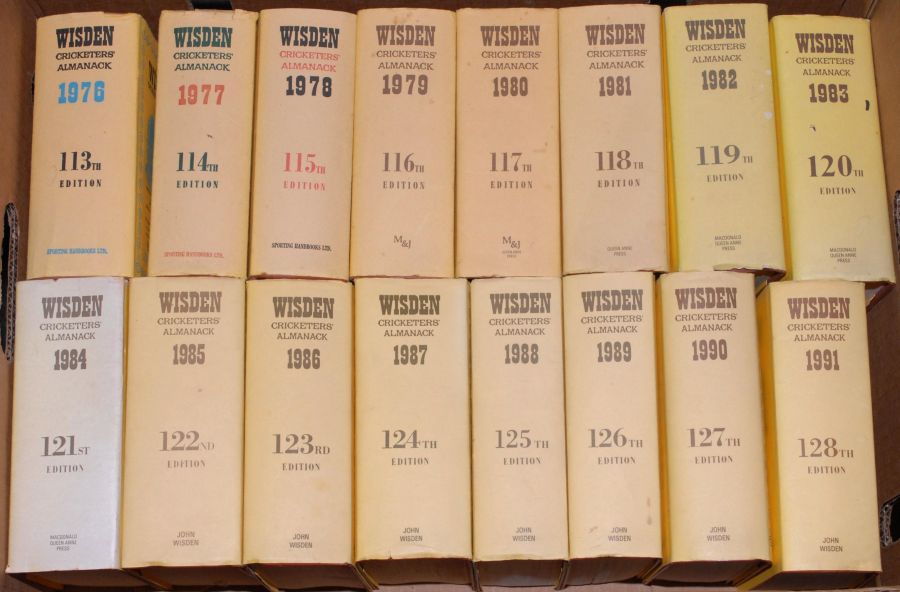 WISDEN
CRICKETERS'
ALMANACK
1976
113TH
EDITION
SPORTING HANDBOOKS LTD.
WISDEN
CRICKETERS'
ALMANACK
1977
114TH
EDITION
SPORTING HANDBOOKS LTD.
WISDEN
CRICKETERS'
ALMANACK
1978
115TH
EDITION
SPORTING HANDBOOKS LTD.
WISDEN
CRICKETERS'
ALMANACK
1979
116TH
EDITION
M&J
WISDEN
CRICKETERS'
ALMANACK
1980
117TH
EDITION
M&J
QUEEN ANNE
PRESS
WISDEN
CRICKETERS'
ALMANACK
1981
118TH
EDITION
QUEEN ANNE
PRESS
WISDEN
CRICKETERS'
ALMANACK
1982
119TH
EDITION
MACDONALD
QUEEN ANNE
PRESS
WISDEN
CRICKETERS'
ALMANACK
1983
120TH
EDITION
MACDONALD
QUEEN ANNE
PRESS
WISDEN
CRICKETERS'
ALMANACK
1984
121ST
EDITION
MACDONALD
QUEEN ANNE
PRESS
WISDEN
CRICKETERS'
ALMANACK
1985
122ND
EDITION
JOHN
WISDEN
WISDEN
CRICKETERS'
ALMANACK
1986
123RD
EDITION
JOHN
WISDEN
WISDEN
CRICKETERS'
ALMANACK
1987
124TH
EDITION
JOHN
WISDEN
WISDEN
CRICKETERS'
ALMANACK
1988
125TH
EDITION
JOHN
WISDEN
WISDEN
CRICKETERS'
ALMANACK
1989
126TH
EDITION
JOHN
WISDEN
WISDEN
CRICKETERS'
ALMANACK
1990
127TH
EDITION
JOHN
WISDEN
WISDEN
CRICKETERS'
ALMANACK
1991
128TH
EDITION
JOHN
WISDEN